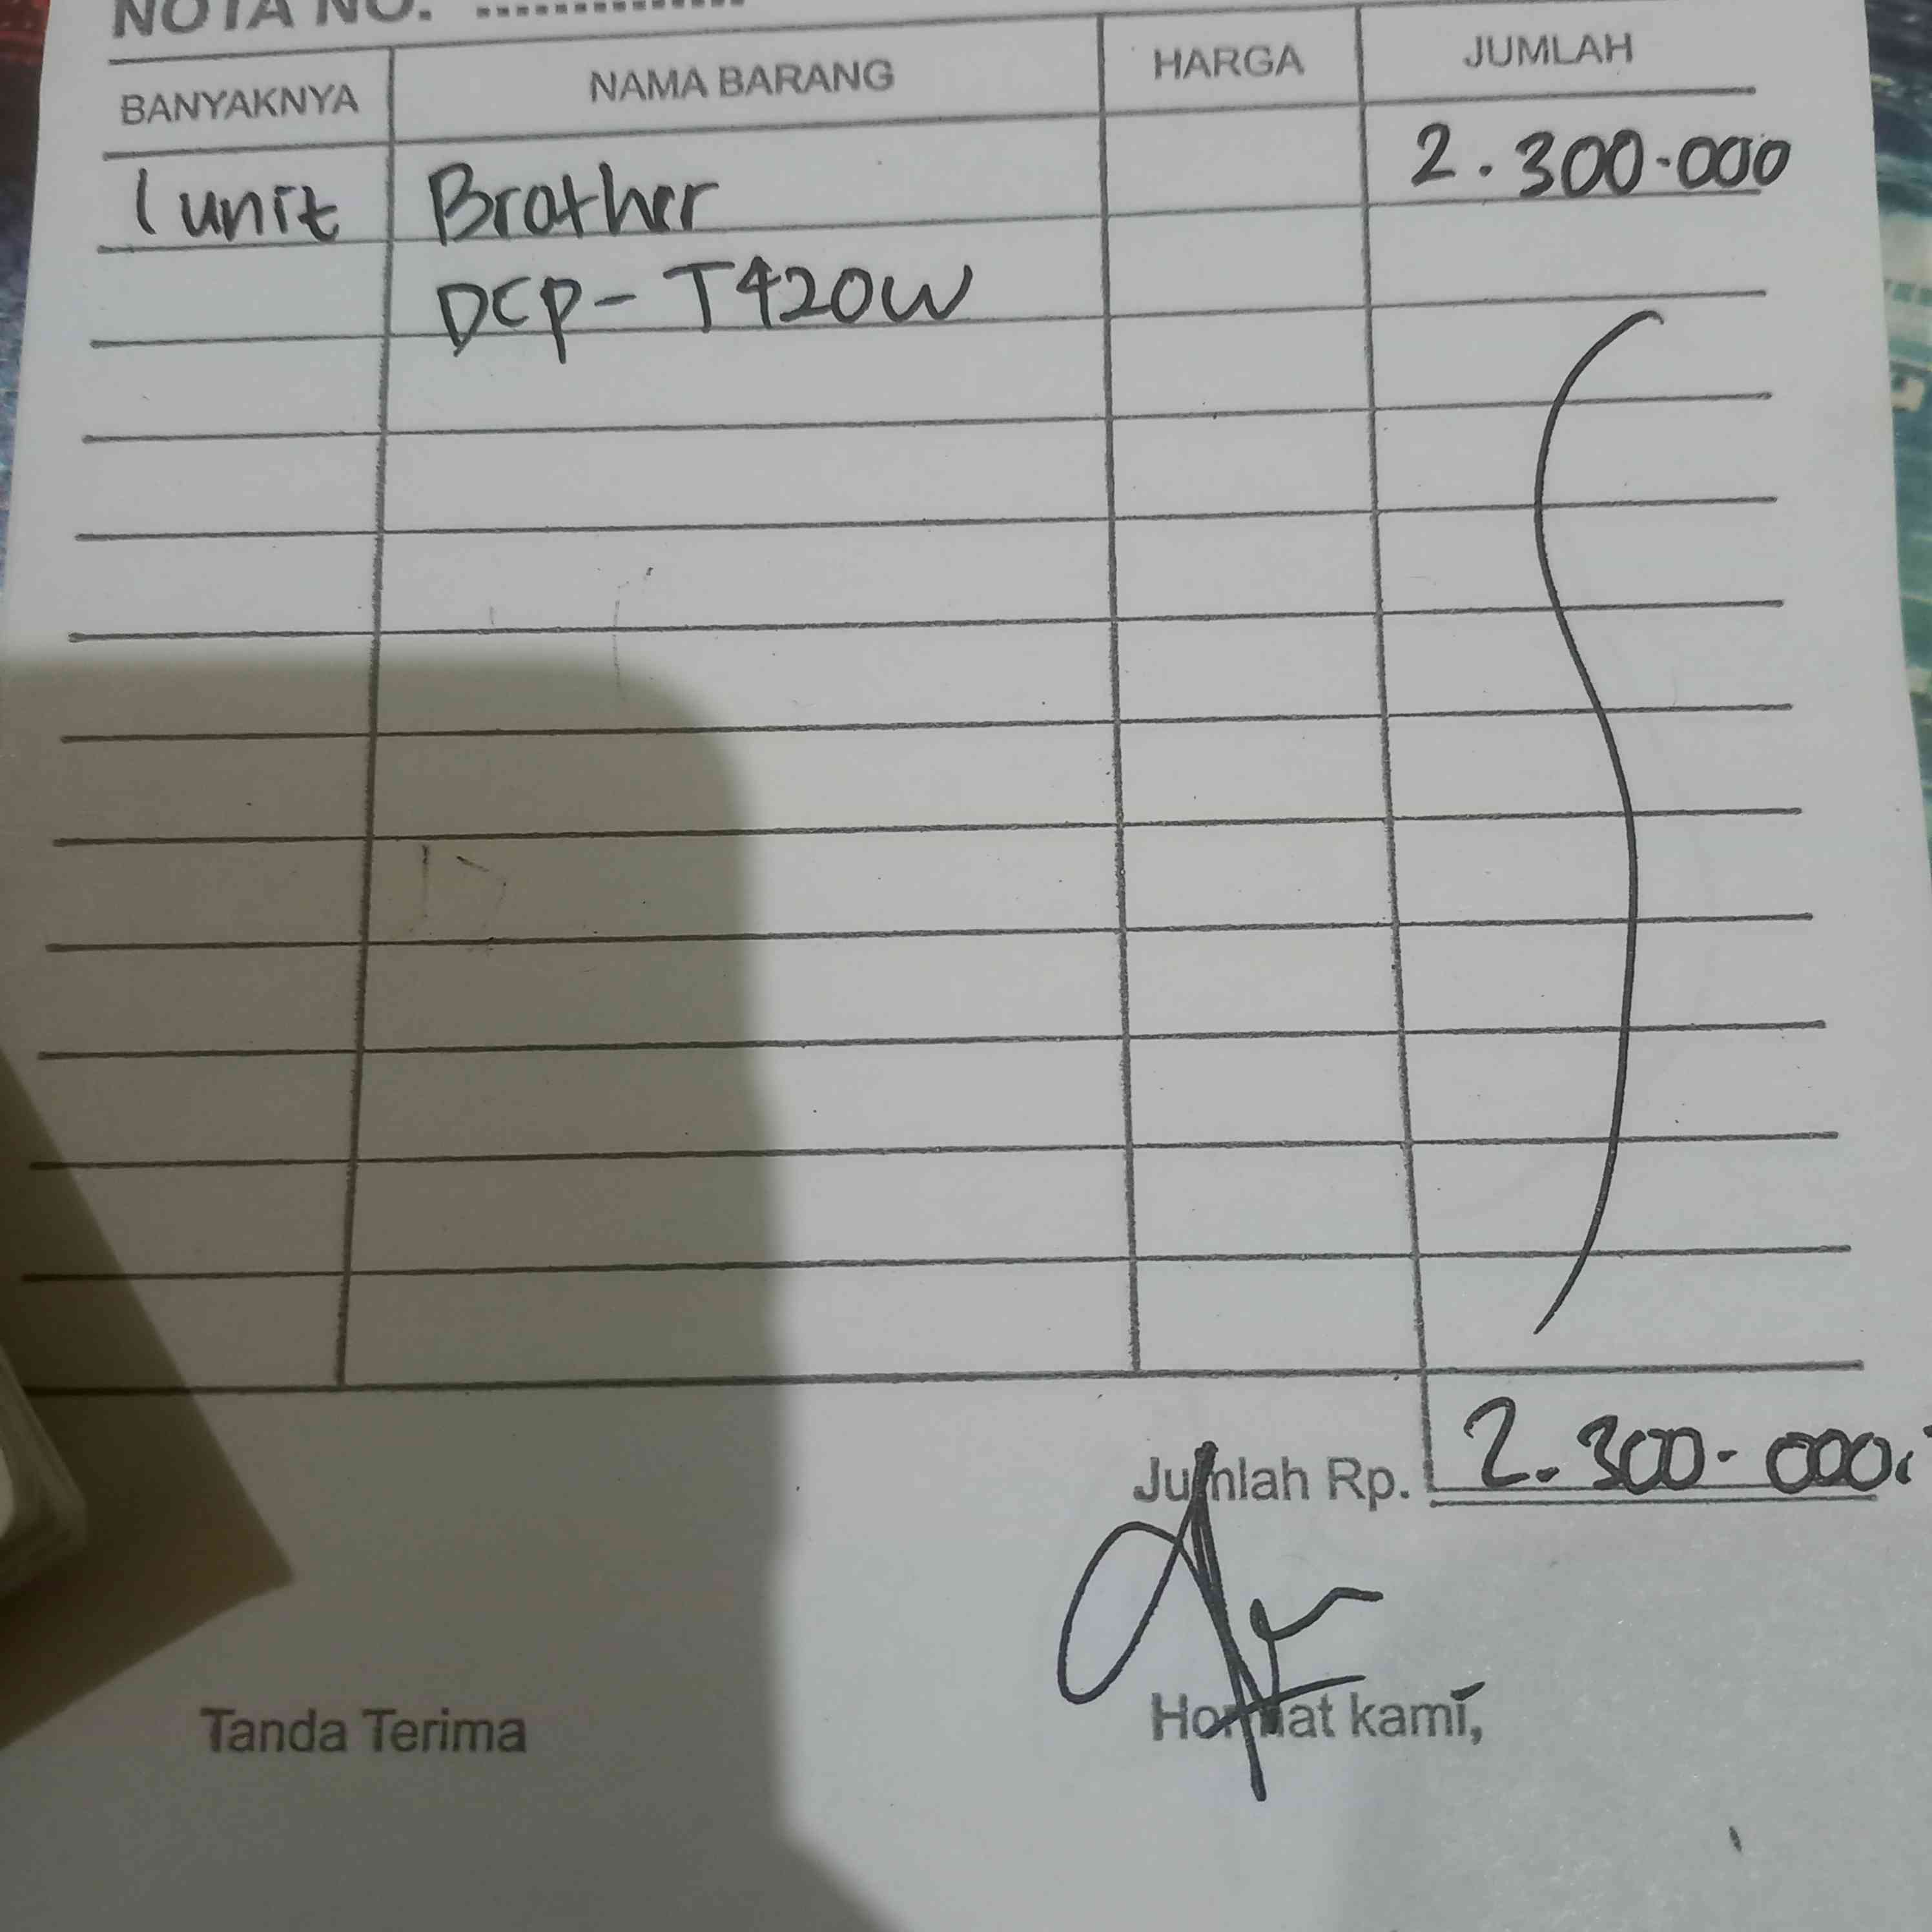 NOTA NO. ................
BANYAKNYA NAMA BARANG HARGA JUMLAH
1 unit Brother 2.300.000
DCP-T420W
Jumlah Rp. 2.300.000.
Tanda Terima Hormat kami,